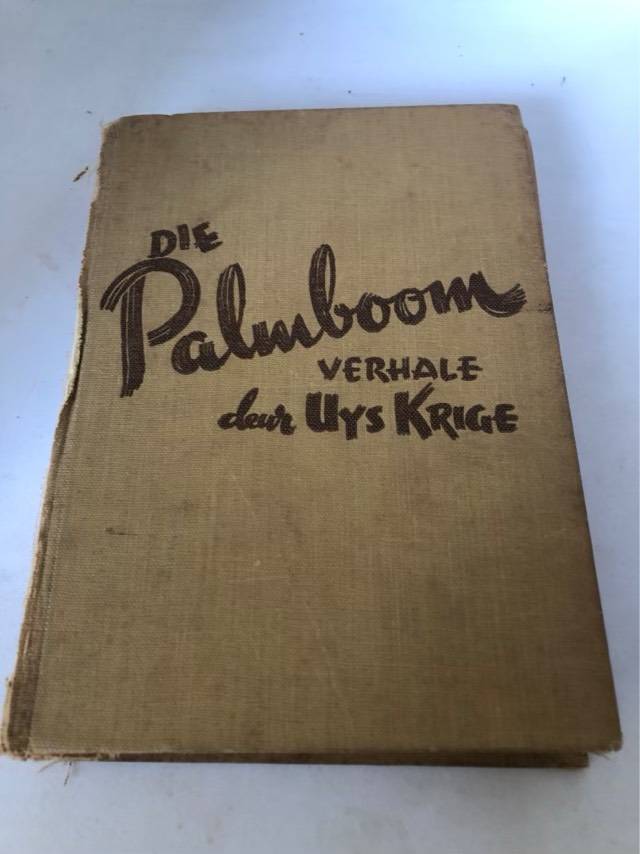 DIE
Palmboom
VERHALE
deur UYS KRIGE